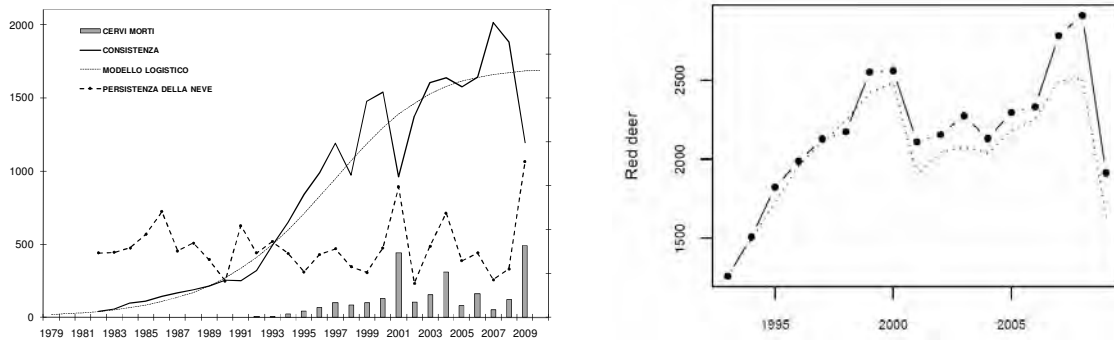 2000
1500
1000
500
0
CERVI MORTI
CONSISTENZA
MODELLO LOGISTICO
PERSISTENZA DELLA NEVE
1979 1981 1983 1985 1987 1989 1991 1993 1995 1997 1999 2001 2003 2005 2007 2009
Red deer
2500
2000
1500
1995 2000 2005